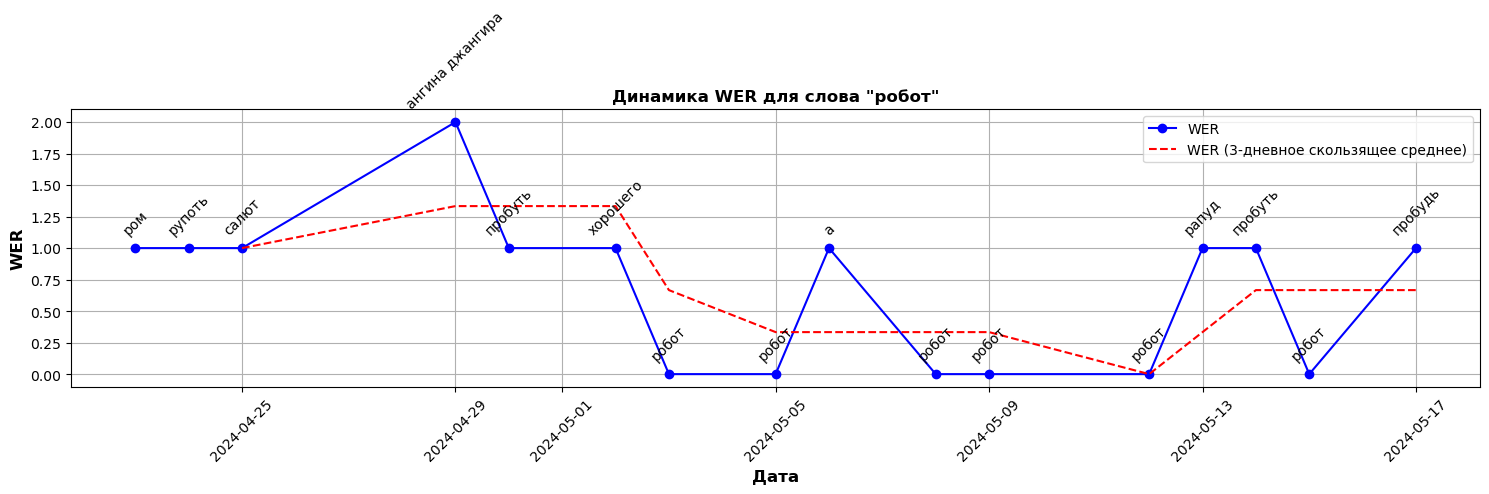 ангина джангира
Динамика WER для слова "робот"
WER
WER (3-дневное скользящее среднее)
2.00
1.75
1.50
1.25
1.00
0.75
0.50
0.25
0.00
WER
ром
рупоть
салют
пробуть
хорошего
робот
робот
а
робот
робот
робот
рапуд
пробуть
робот
пробудь
2024-04-25
2024-04-29
2024-05-01
2024-05-05
2024-05-09
2024-05-13
2024-05-17
Дата